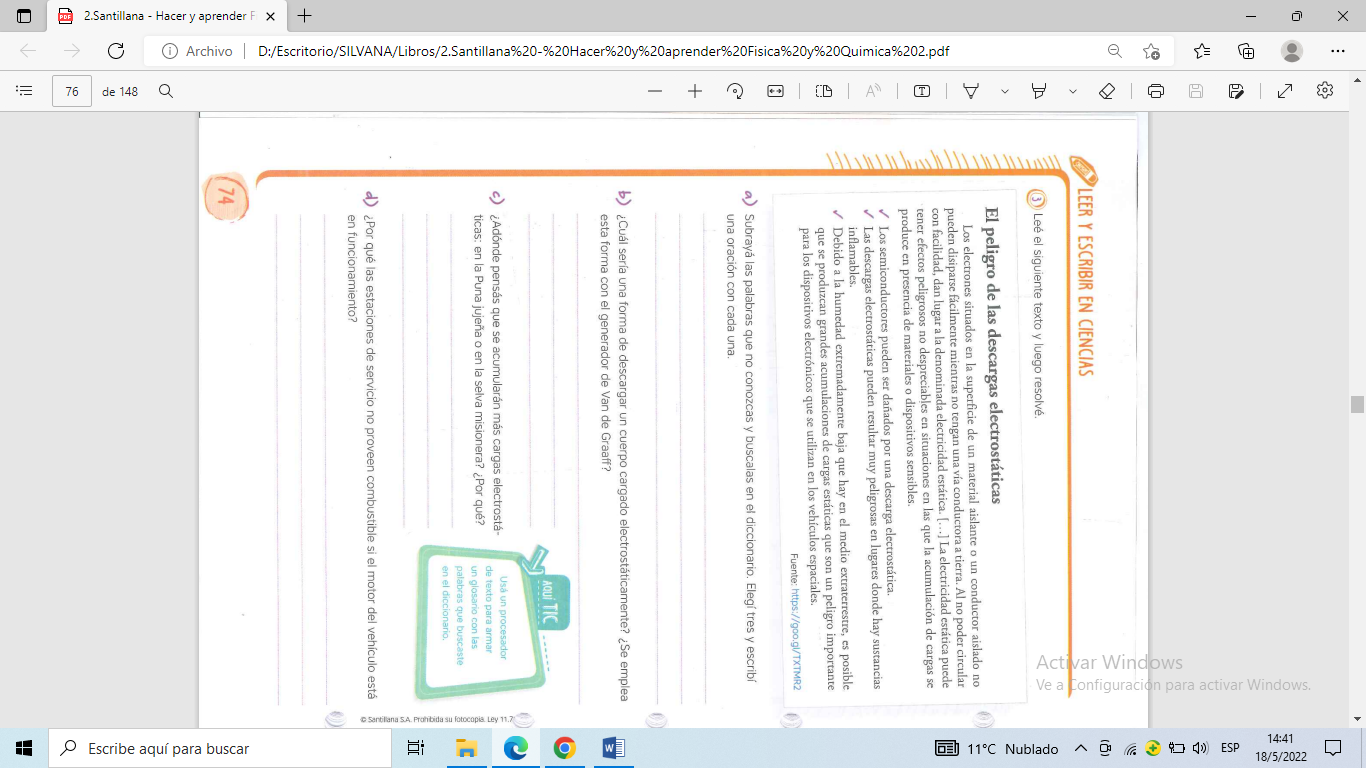 2.Santillana - Hacer y aprender F
Archivo
D:/Escritorio/SILVANA/Libros/2.Santillana%20-%20Hacer%20y%20aprender%20Fisica%20y%20Quimica%202.pdf
76
de 148
LEER Y ESCRIBIR EN CIENCIAS
3 Leé el siguiente texto y luego resolvé.
El peligro de las descargas electrostáticas
Los electrones situados en la superficie de un material aislante o un conductor aislado no
pueden disiparse fácilmente mientras no tengan una vía conductora a tierra. Al no poder circular
con facilidad, dan lugar a la denominada electricidad estática. [...] La electricidad estática puede
tener efectos peligrosos no despreciables en situaciones en las que la acumulación de cargas se
produce en presencia de materiales o dispositivos sensibles.
✓ Los semiconductores pueden ser dañados por una descarga electrostática.
✓ Las descargas electrostáticas pueden resultar muy peligrosas en lugares donde hay sustancias
inflamables.
✓ Debido a la humedad extremadamente baja que hay en el medio extraterrestre, es posible
que se produzcan grandes acumulaciones de cargas estáticas que son un peligro importante
para los dispositivos electrónicos que se utilizan en los vehículos espaciales.
Fuente: https://goo.gl/TXTMR2
a) Subrayá las palabras que no conozcas y buscalas en el diccionario. Elegí tres y escribí
una oración con cada una.
b) ¿Cuál sería una forma de descargar un cuerpo cargado electrostáticamente? ¿Se emplea
esta forma con el generador de Van de Graaff?
c) ¿Adónde pensás que se acumularán más cargas electrostá-
ticas: en la Puna jujeña o en la selva misionera? ¿Por qué?
AQUÍ TIC
Usá un procesador
de texto para armar
un glosario con las
palabras que buscaste
en el diccionario.
d) ¿Por qué las estaciones de servicio no proveen combustible si el motor del vehículo está
en funcionamiento?
74
© Santillana S.A. Prohibida su fotocopia. Ley 11.7
Activar Windows
Ve a Configuración para activar Windows.
Escribe aquí para buscar
11°C Nublado
ESP
14:41
18/5/2022